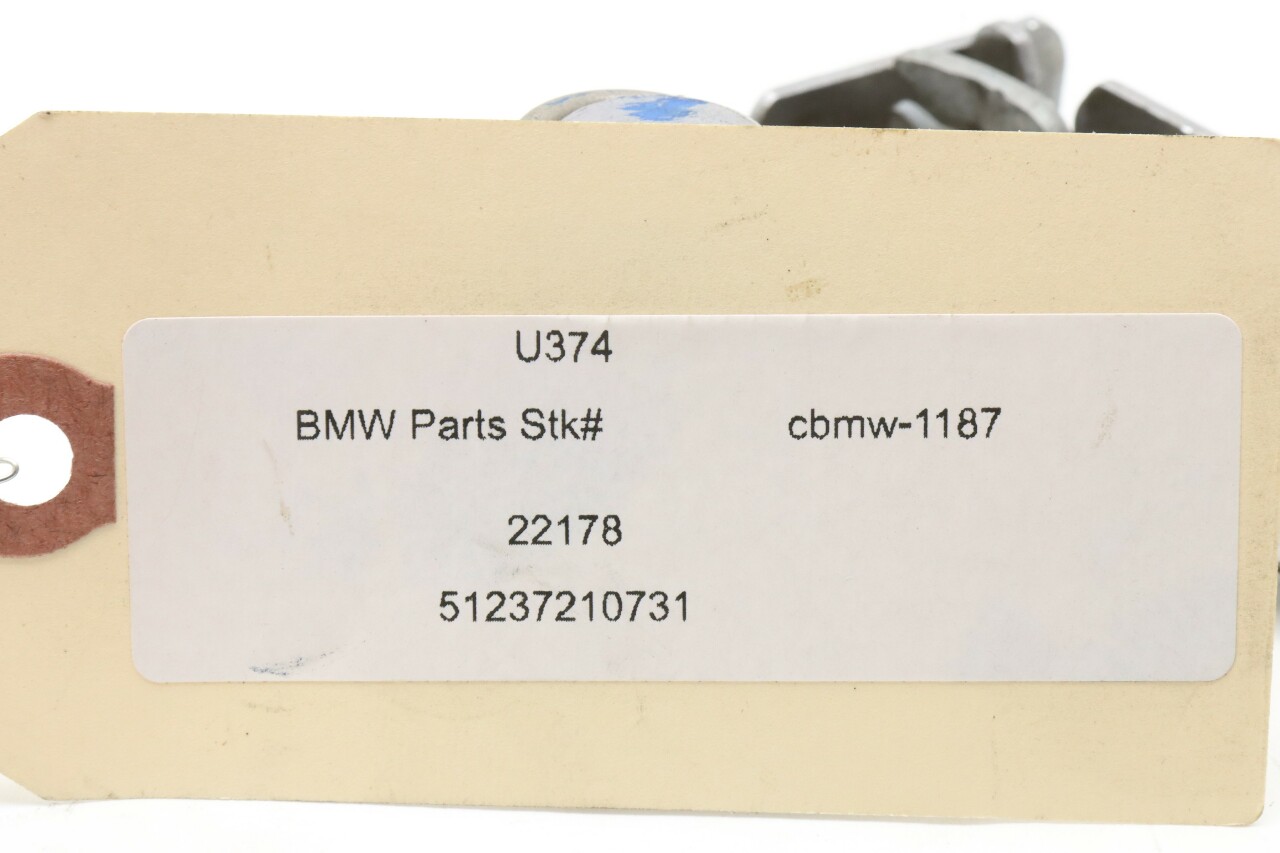 U374
BMW Parts Stk# cbmw-1187
22178
51237210731